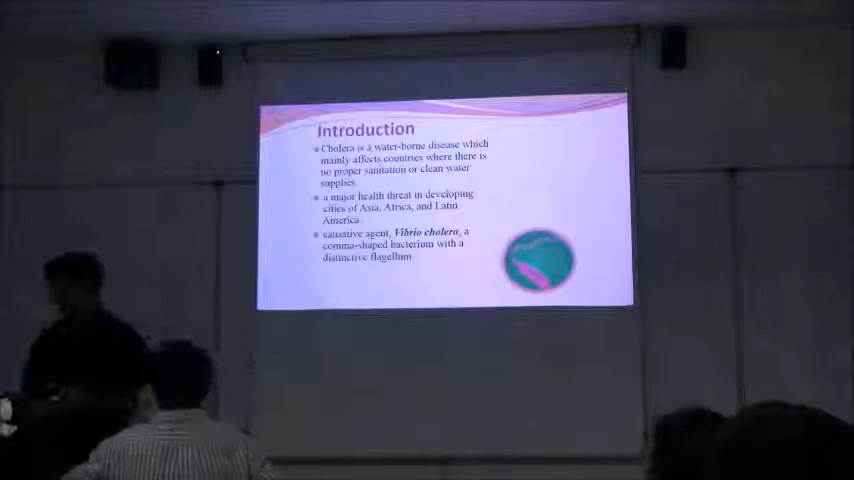 Introduction
Cholera is a water-borne disease which
mainly affects countries where there is
no proper sanitation or clean water
supplies.
a major health threat in developing
cities of Asia, Africa, and Latin
America
causative agent, Vibrio cholera, a
comma-shaped bacterium with a
distinctive flagellum